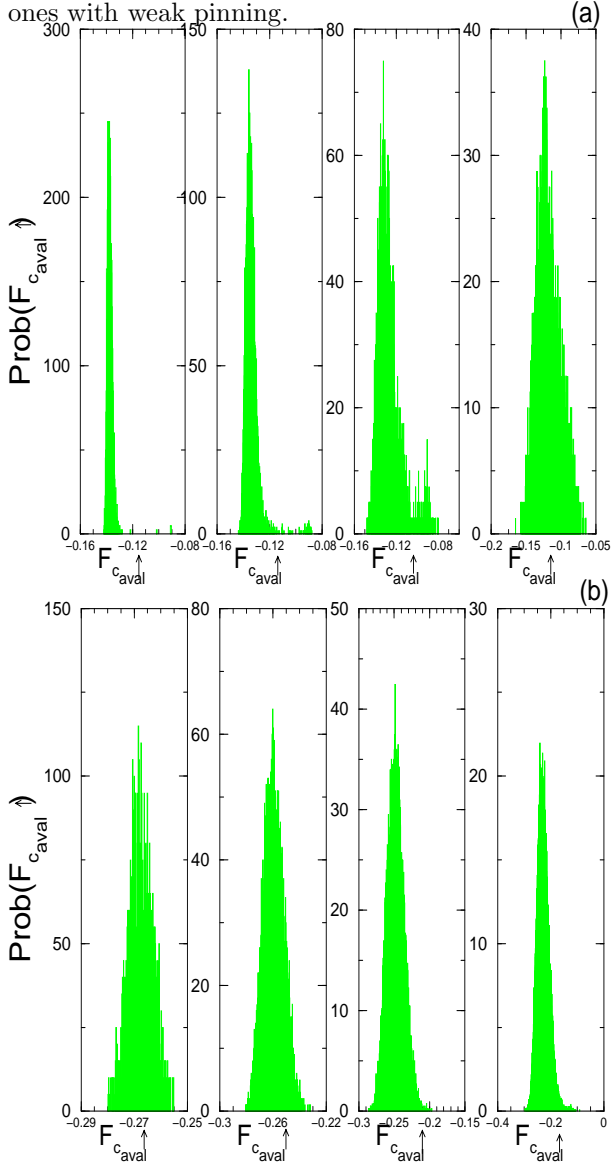 ones with weak pinning.
(a)
300 150 80 40
200 100 60 30
100 50 40 20
20 10
0 0 0 0
Prob(F_caval ↑)
−0.16 −0.12 −0.08 −0.16 −0.12 −0.08 −0.16 −0.12 −0.08 −0.2 −0.15 −0.1 −0.05
F_caval ↑ F_caval ↑ F_caval ↑ F_caval ↑
(b)
150 80 50 30
100 60 40 20
50 40 30 10
20 20
10
0 0 0 0
Prob(F_caval ↑)
−0.29 −0.27 −0.25 −0.3 −0.26 −0.22 −0.3 −0.25 −0.2 −0.15 −0.4 −0.2 0
F_caval ↑ F_caval ↑ F_caval ↑ F_caval ↑